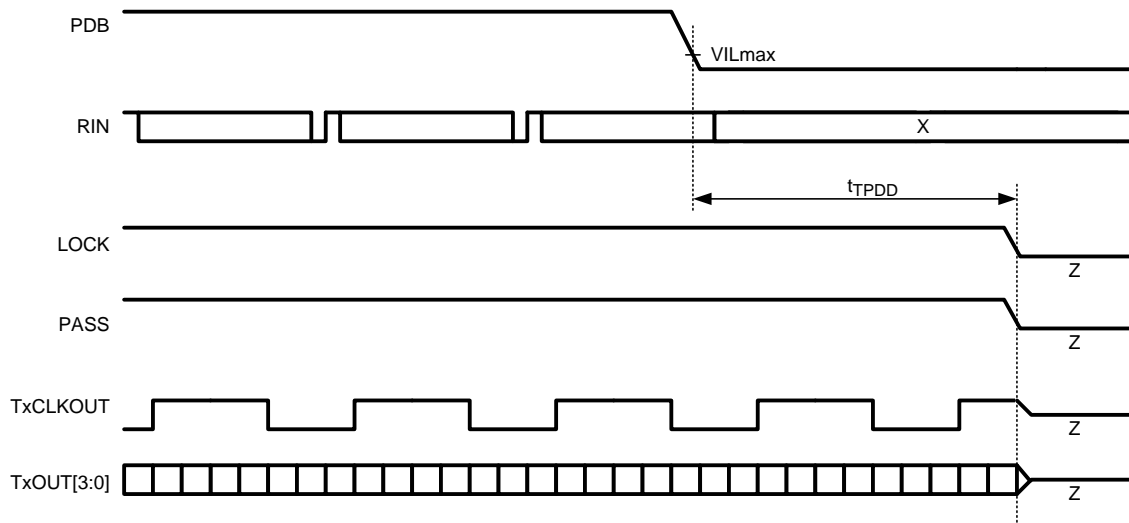 PDB
VILmax
RIN
X
tTPDD
LOCK
Z
PASS
Z
TxCLKOUT
Z
TxOUT[3:0]
Z